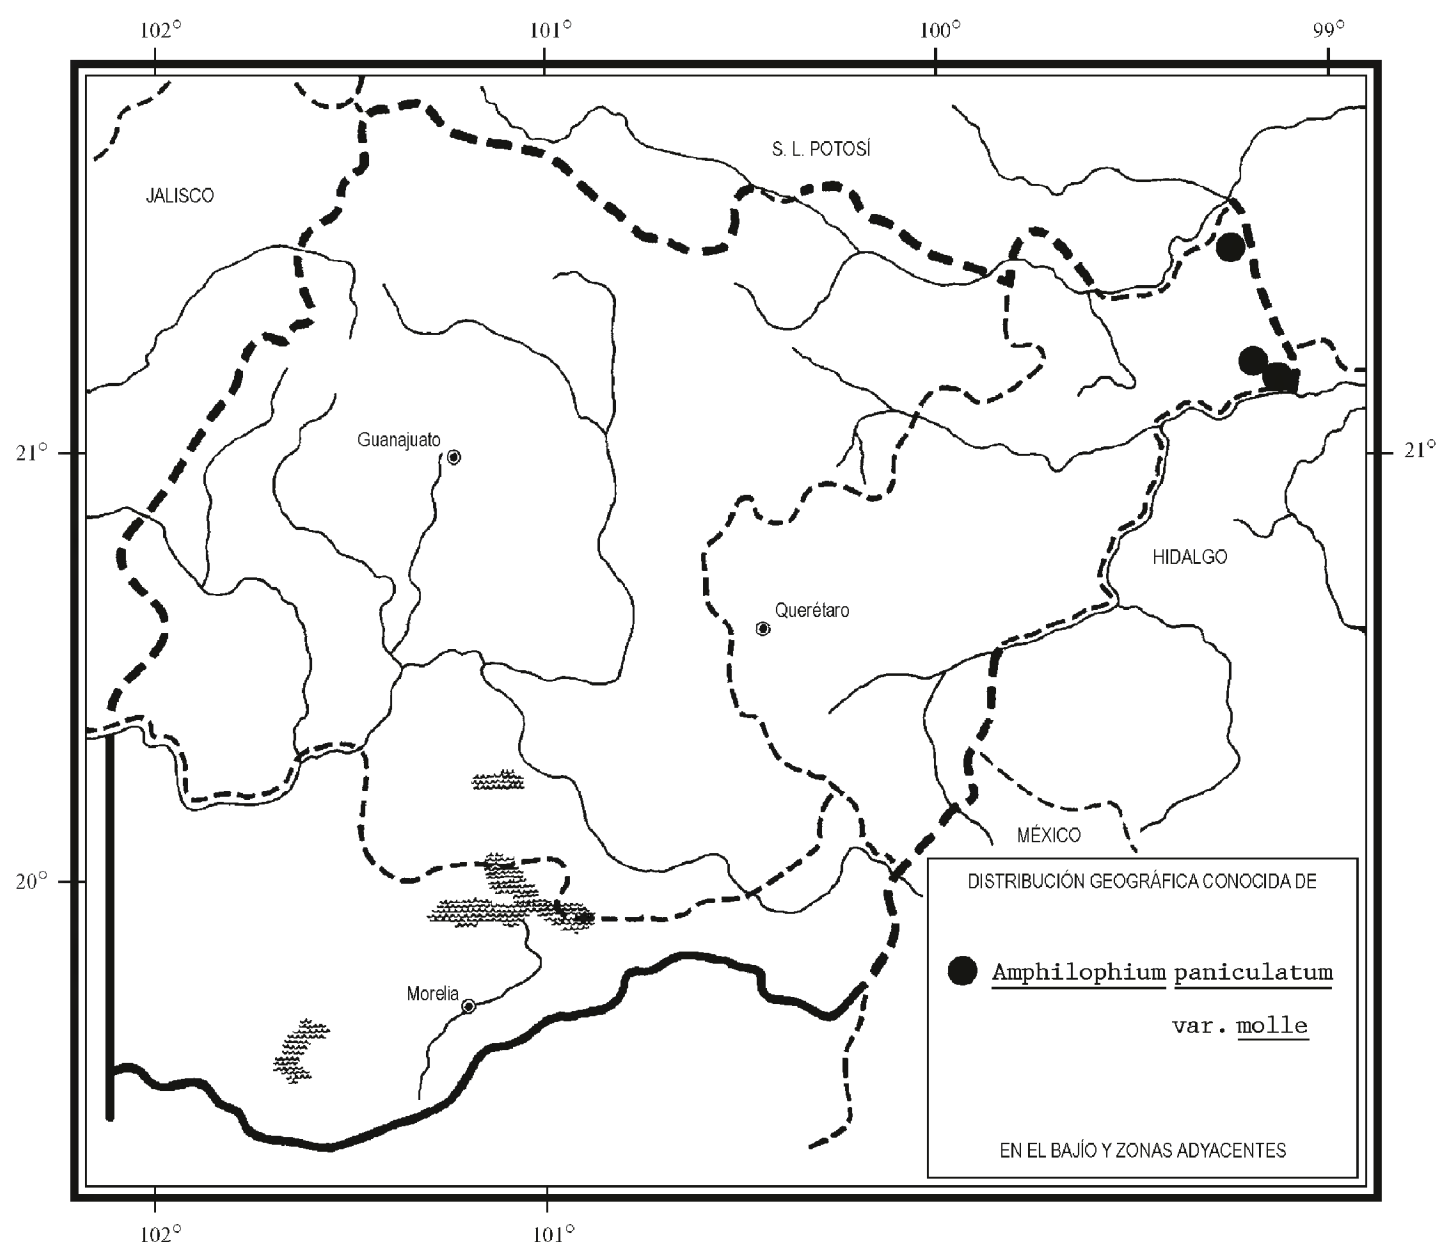 102° 101° 100° 99°
S. L. POTOSÍ
JALISCO
Guanajuato
21° 21°
HIDALGO
Querétaro
MÉXICO
20°
DISTRIBUCIÓN GEOGRÁFICA CONOCIDA DE
Amphilophium paniculatum
var. molle
Morelia
EN EL BAJÍO Y ZONAS ADYACENTES
102° 101°